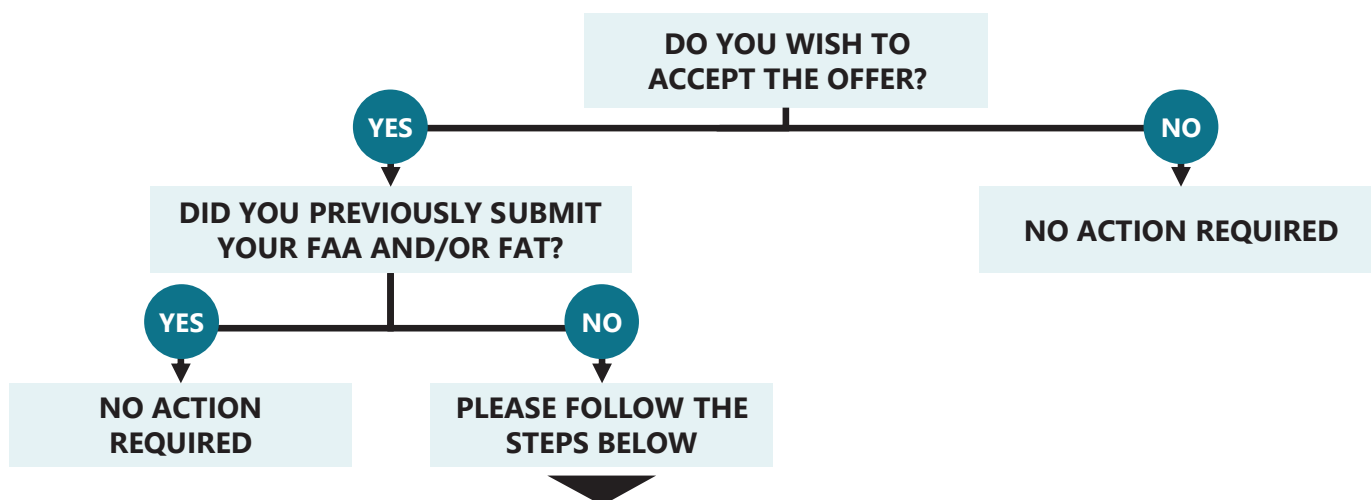 DO YOU WISH TO
ACCEPT THE OFFER?
YES
NO
DID YOU PREVIOUSLY SUBMIT
YOUR FAA AND/OR FAT?
NO ACTION REQUIRED
YES
NO
NO ACTION
REQUIRED
PLEASE FOLLOW THE
STEPS BELOW